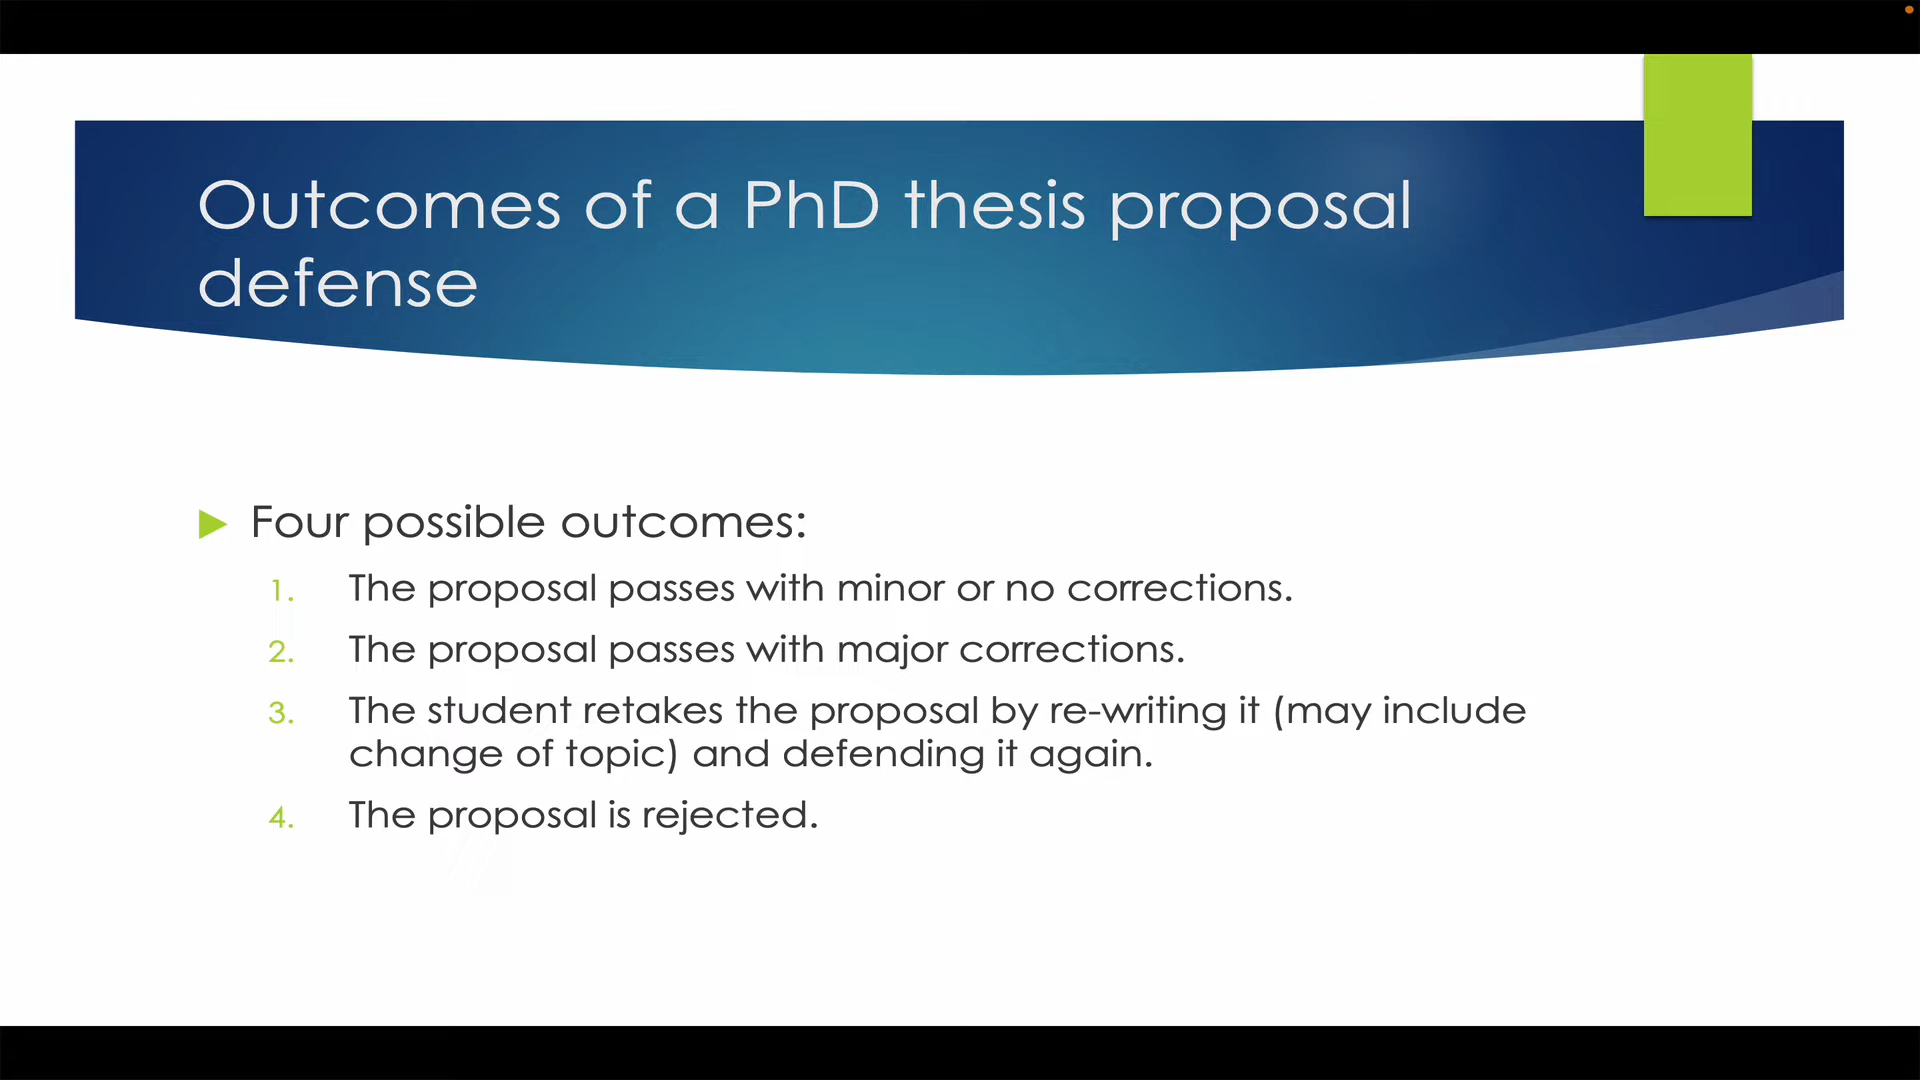 Outcomes of a PhD thesis proposal
defense
Four possible outcomes:
1. The proposal passes with minor or no corrections.
2. The proposal passes with major corrections.
3. The student retakes the proposal by re-writing it (may include
change of topic) and defending it again.
4. The proposal is rejected.